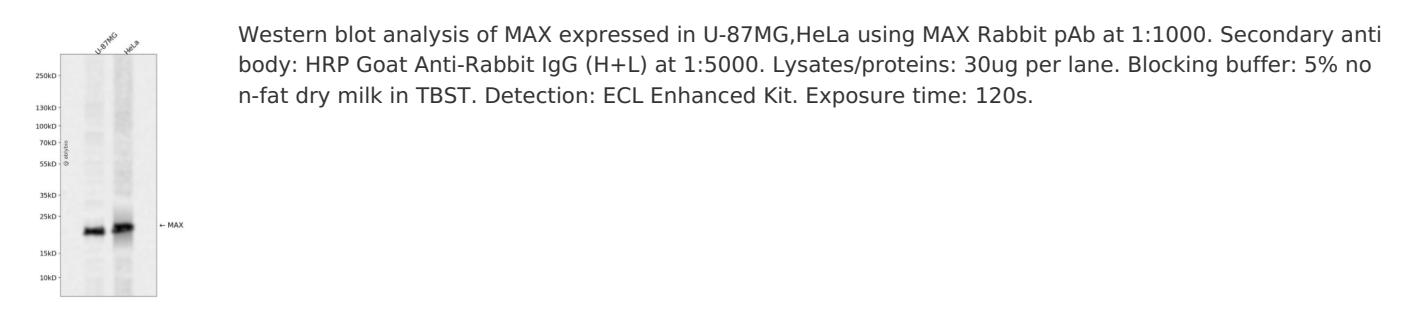 U-87MG
HeLa
250kD
130kD
100kD
70kD
55kD
35kD
25kD
15kD
10kD
← MAX
Western blot analysis of MAX expressed in U-87MG,HeLa using MAX Rabbit pAb at 1:1000. Secondary anti
body: HRP Goat Anti-Rabbit IgG (H+L) at 1:5000. Lysates/proteins: 30ug per lane. Blocking buffer: 5% no
n-fat dry milk in TBST. Detection: ECL Enhanced Kit. Exposure time: 120s.